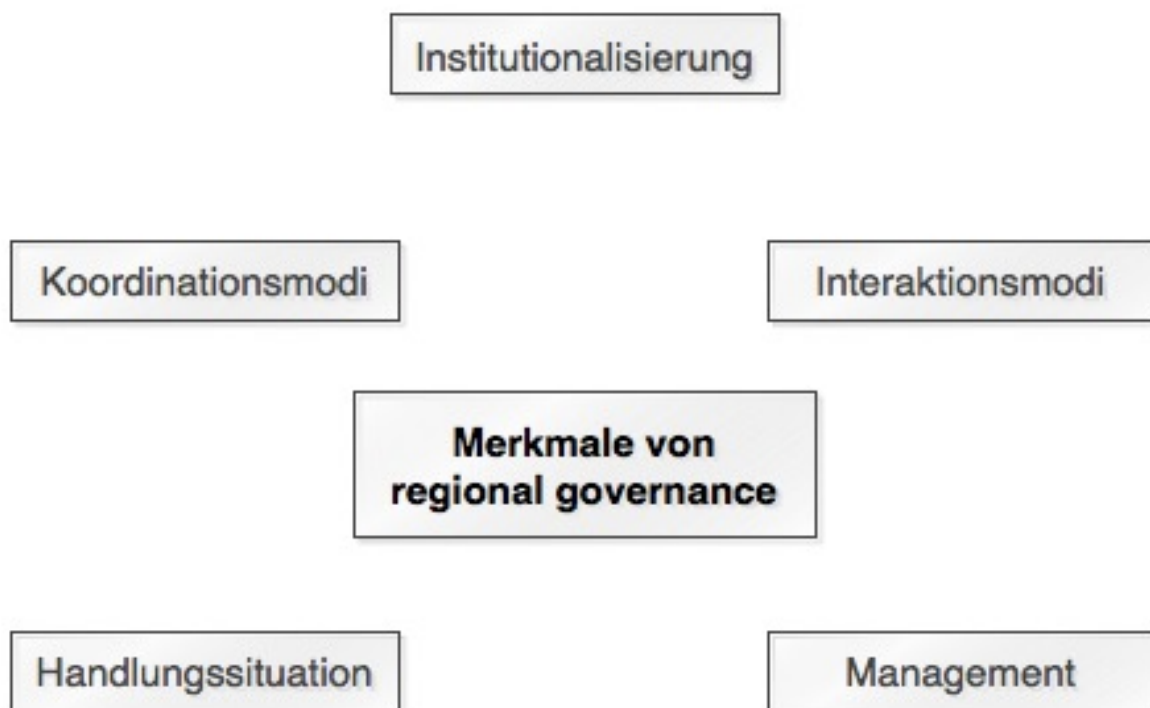 Institutionalisierung
Koordinationsmodi
Interaktionsmodi
Merkmale von
regional governance
Handlungssituation
Management